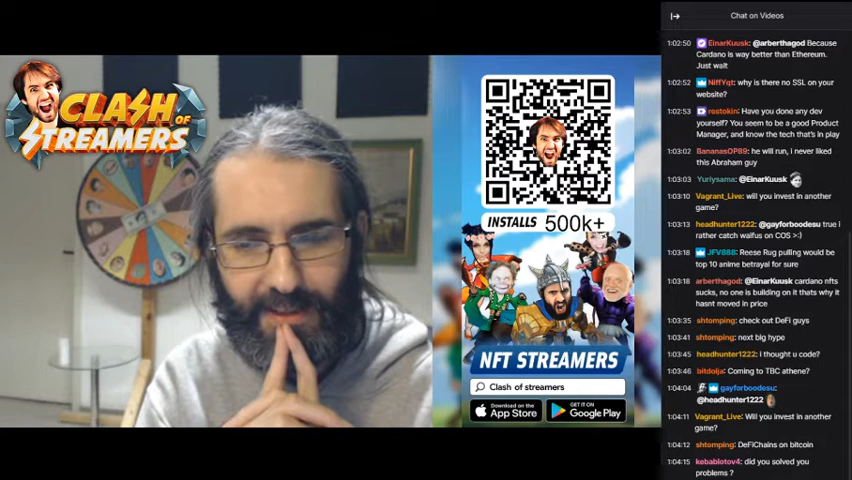 CLASH OF
STREAMERS
INSTALLS 500k+
NFT STREAMERS
Clash of streamers
Download on the
App Store
GET IT ON
Google Play
Chat on Videos
1:02:50 EinarKuusk: @arberthagod Because
Cardano is way better than Ethereum.
Just wait
1:02:52 NiffYqt: why is there no SSL on your
website?
1:02:53 restokin: Have you done any dev
yourself? You seem to be a good Product
Manager, and know the tech that's in play
1:03:02 BananasOP89: he will run, i never liked
this Abraham guy
1:03:03 Yuriysama: @EinarKuusk
1:03:10 Vagrant_Live: will you invest in another
game?
1:03:13 headhunter1222: @gayforboodesu true i
rather catch waifus on COS >:)
1:03:18 JFV888: Reese Rug pulling would be
top 10 anime betrayal for sure
1:03:18 arberthagod: @EinarKuusk cardano nfts
sucks, no one is building on it thats why it
hasnt moved in price
1:03:35 shtomping: check out DeFi guys
1:03:41 shtomping: next big hype
1:03:45 headhunter1222: i thought u code?
1:03:46 bitdolja: Coming to TBC athene?
1:04:04 gayforboodesu:
@headhunter1222
1:04:11 Vagrant_Live: Will you invest in another
game?
1:04:12 shtomping: DeFiChains on bitcoin
1:04:15 kebablotov4: did you solved you
problems ?